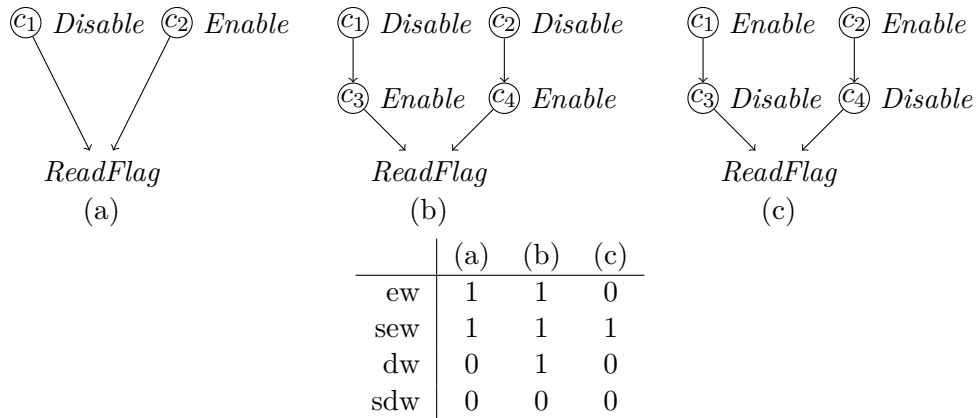 c1 Disable c2 Enable c1 Disable c2 Disable c1 Enable c2 Enable
c3 Enable c4 Enable c3 Disable c4 Disable
ReadFlag ReadFlag ReadFlag
(a) (b) (c)
(a) (b) (c)
ew 1 1 0
sew 1 1 1
dw 0 1 0
sdw 0 0 0